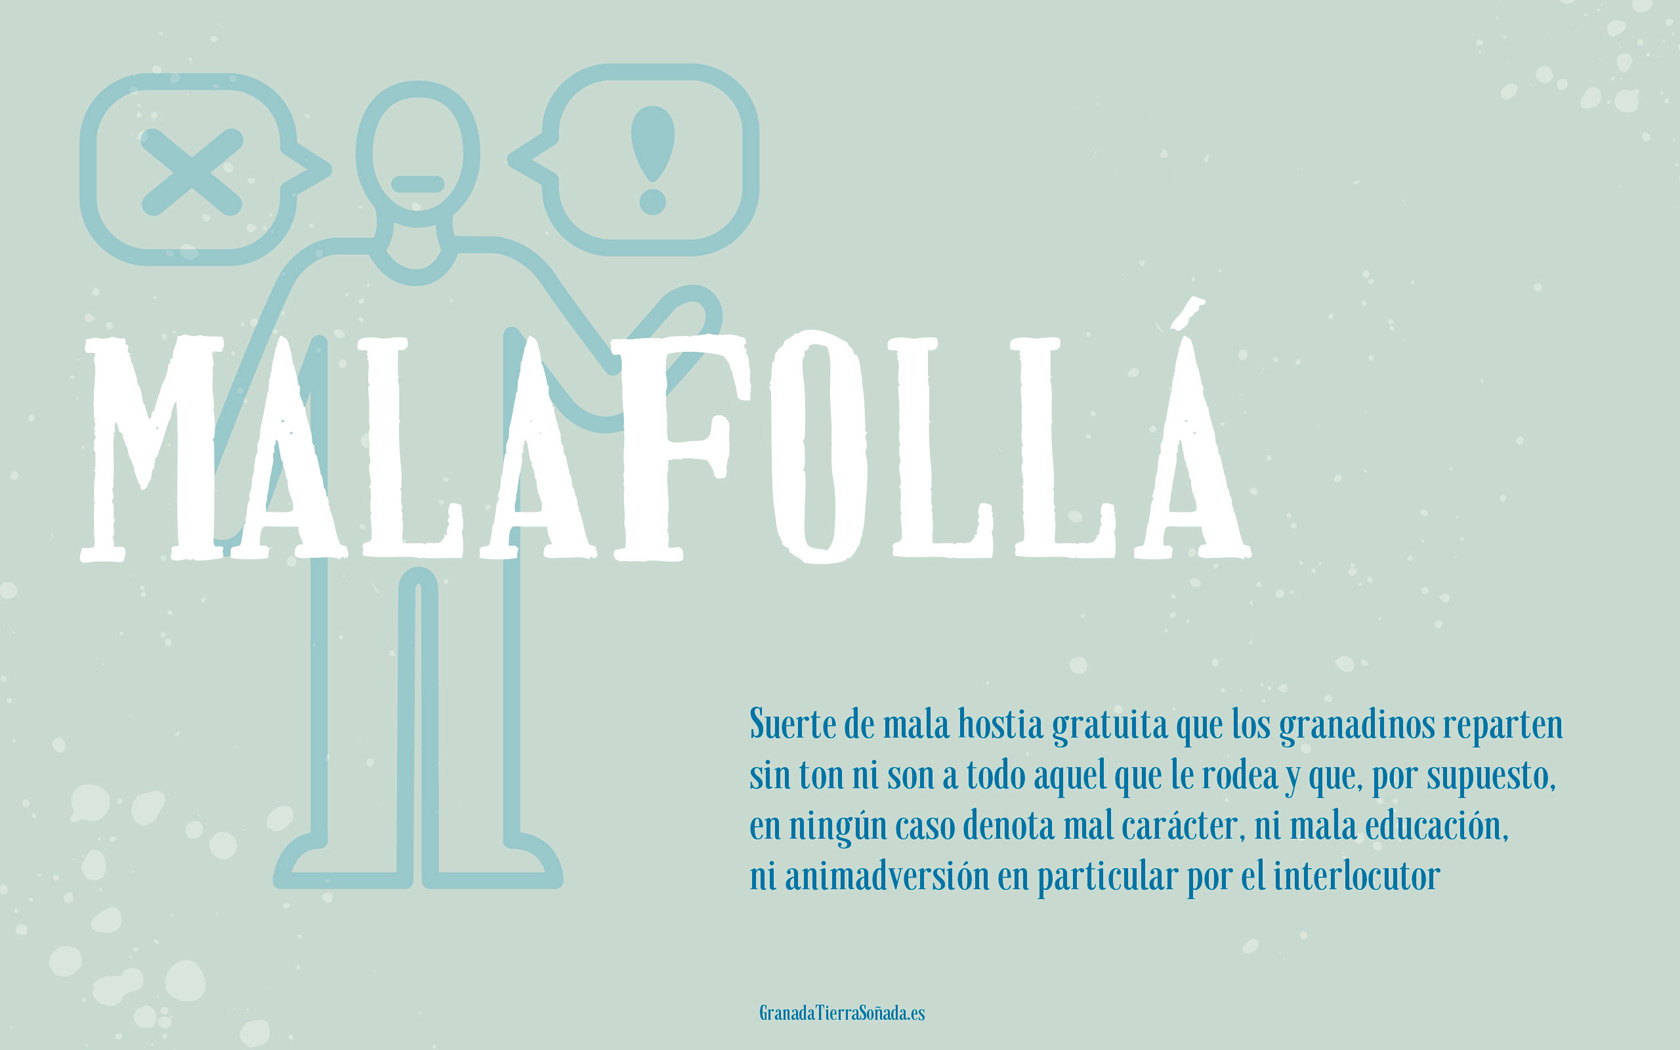 MALAFOLLÁ
Suerte de mala hostia gratuita que los granadinos reparten
sin ton ni son a todo aquel que le rodea y que, por supuesto,
en ningún caso denota mal carácter, ni mala educación,
ni animadversión en particular por el interlocutor
GranadaTierraSoñada.es